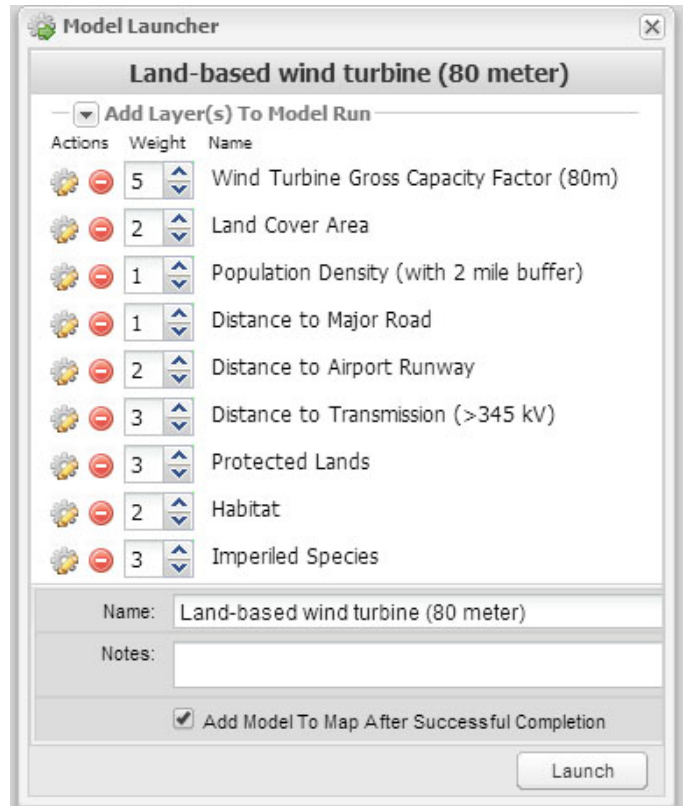 Model Launcher
Land-based wind turbine (80 meter)
Add Layer(s) To Model Run
Actions Weight Name
5 Wind Turbine Gross Capacity Factor (80m)
2 Land Cover Area
1 Population Density (with 2 mile buffer)
1 Distance to Major Road
2 Distance to Airport Runway
3 Distance to Transmission (>345 kV)
3 Protected Lands
2 Habitat
3 Imperiled Species
Name: Land-based wind turbine (80 meter)
Notes:
Add Model To Map After Successful Completion
Launch